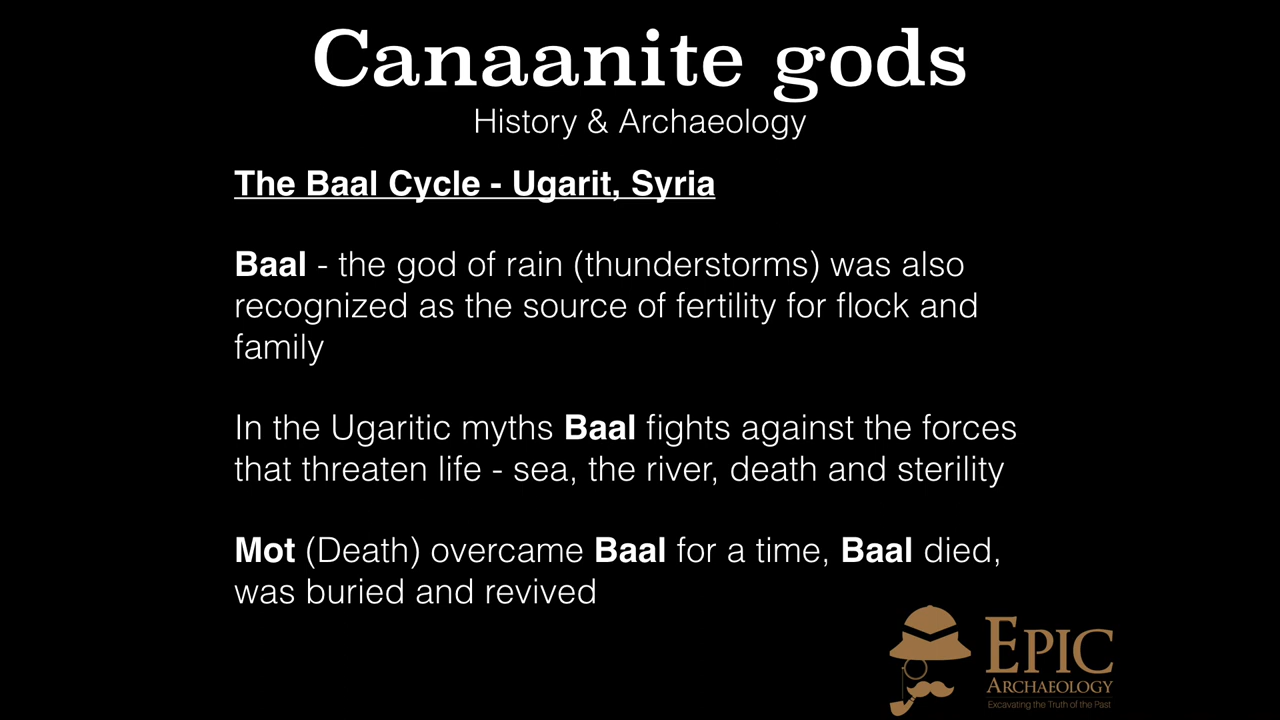 Canaanite gods
History & Archaeology
The Baal Cycle - Ugarit, Syria
Baal - the god of rain (thunderstorms) was also
recognized as the source of fertility for flock and
family
In the Ugaritic myths Baal fights against the forces
that threaten life - sea, the river, death and sterility
Mot (Death) overcame Baal for a time, Baal died,
was buried and revived
EPIC
ARCHAEOLOGY
Excavating the Truth of the Past